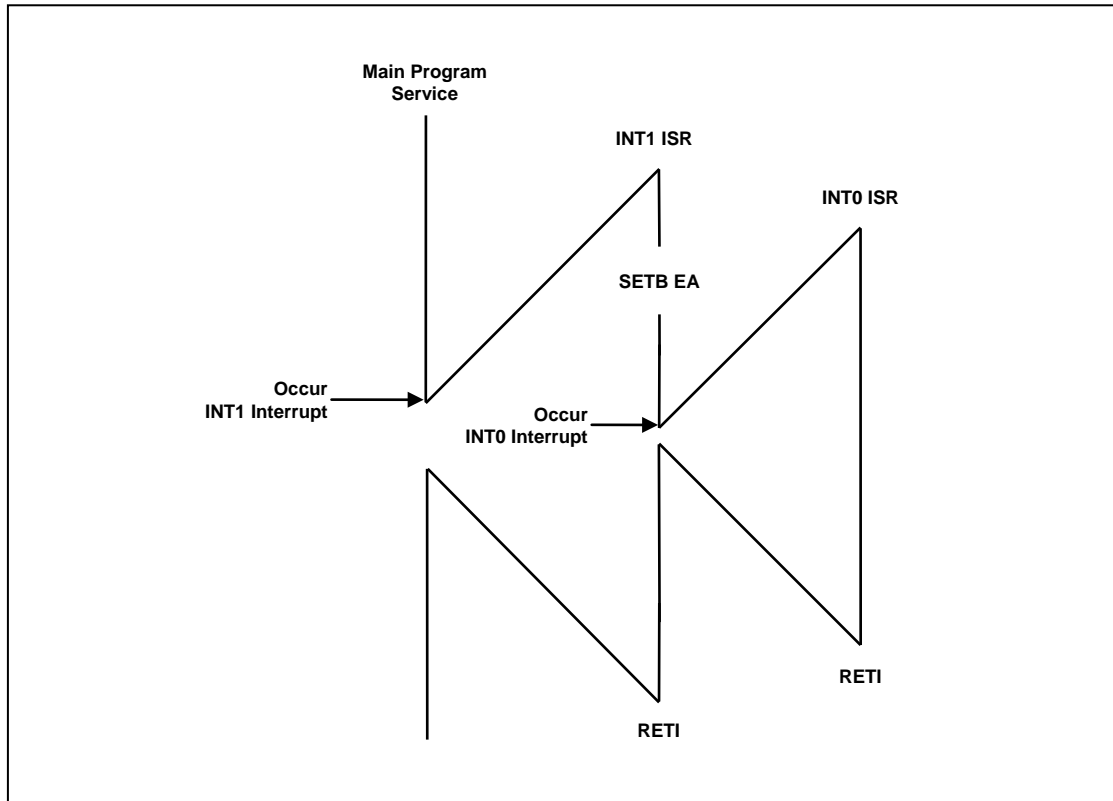 Main Program
Service
INT1 ISR
INT0 ISR
SETB EA
Occur
INT1 Interrupt
Occur
INT0 Interrupt
RETI
RETI